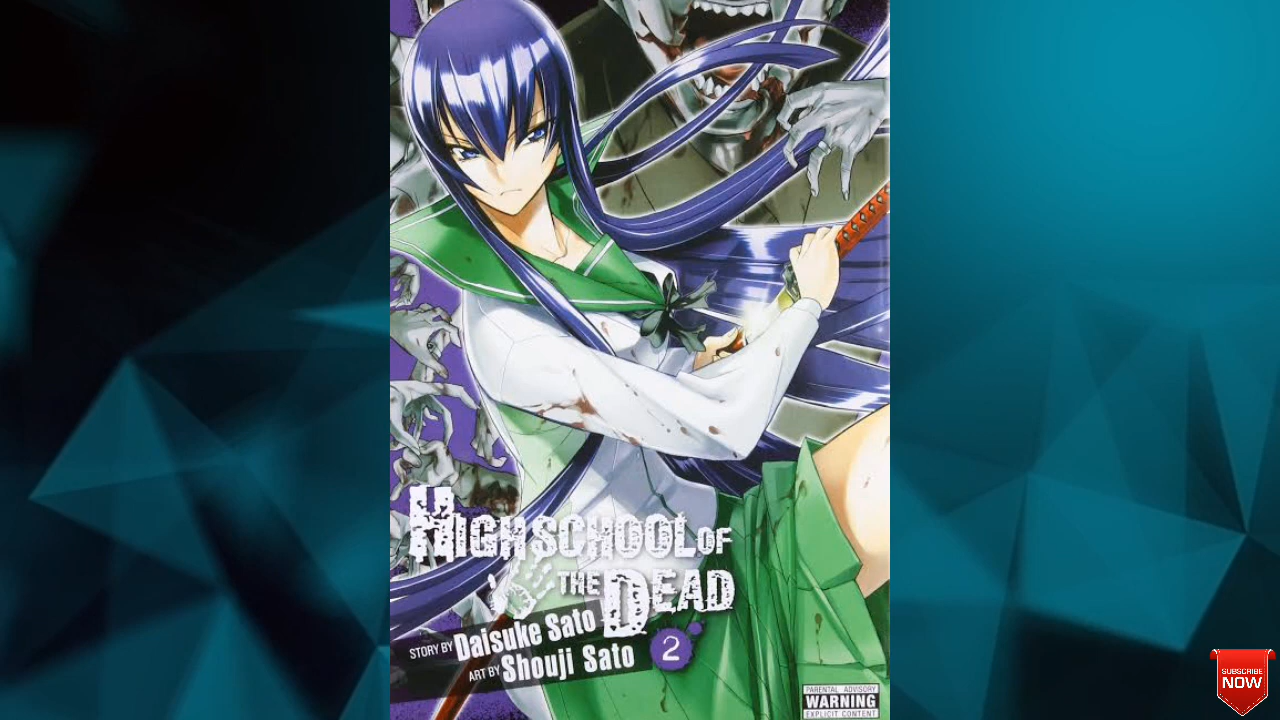 HIGHSCHOOL OF
THE DEAD
STORY BY Daisuke Sato
ART BY Shouji Sato
2
PARENTAL ADVISORY
WARNING
EXPLICIT CONTENT
SUBSCRIBE
NOW